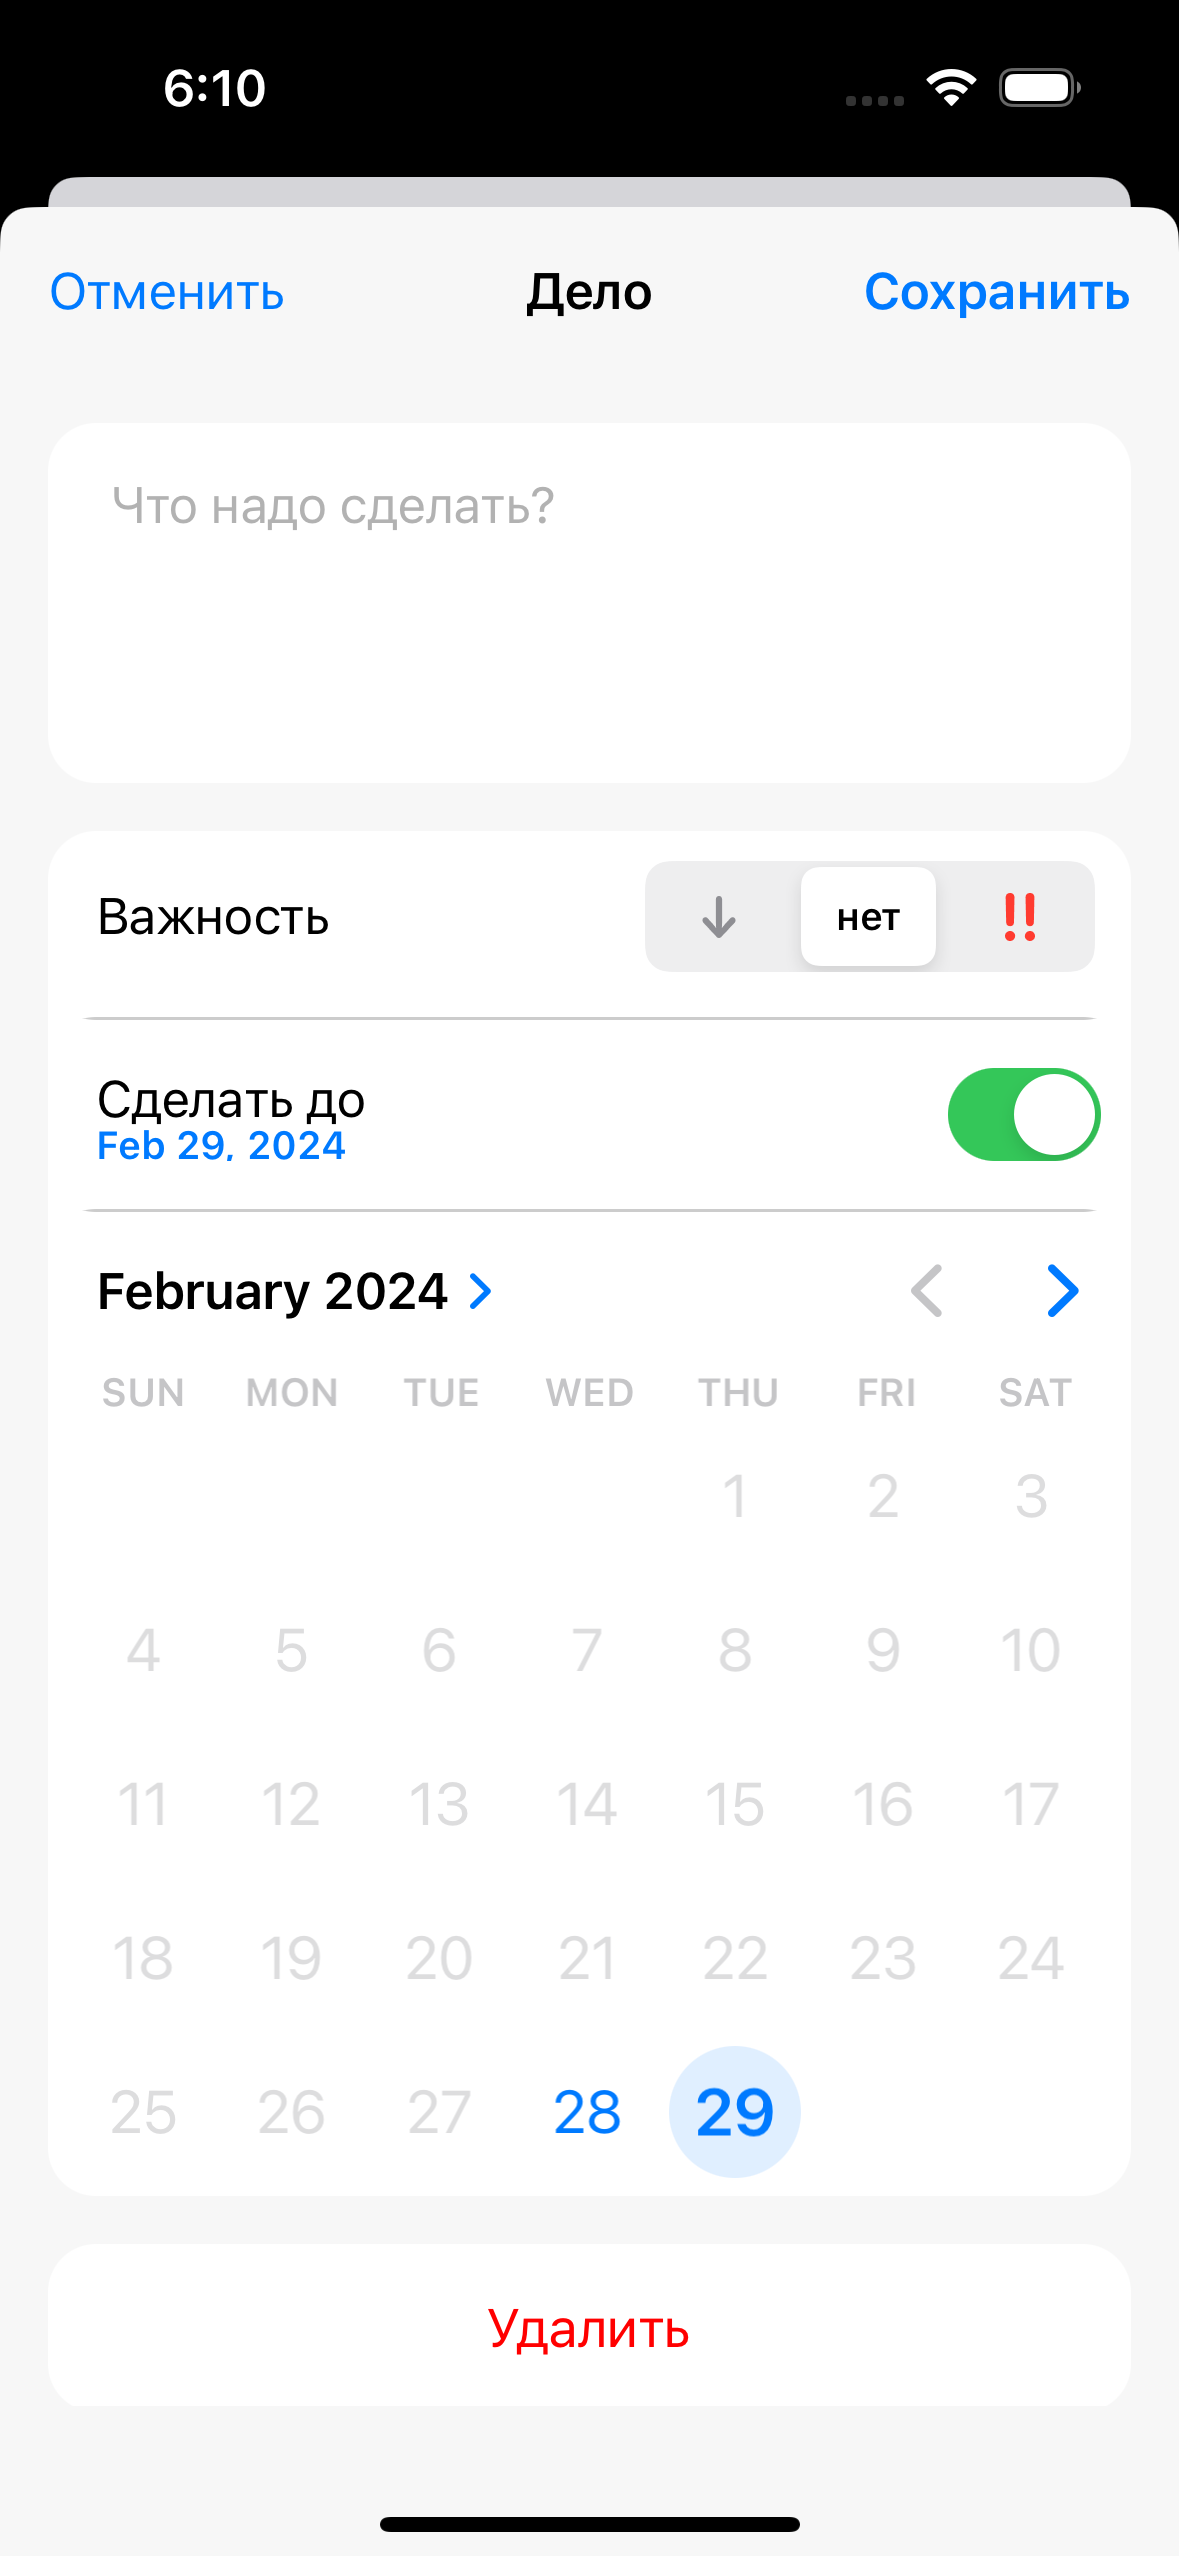 6:10
Отменить Дело Сохранить
Что надо сделать?
Важность нет ‼
Сделать до
Feb 29, 2024
February 2024
SUN MON TUE WED THU FRI SAT
1 2 3
4 5 6 7 8 9 10
11 12 13 14 15 16 17
18 19 20 21 22 23 24
25 26 27 28 29
Удалить